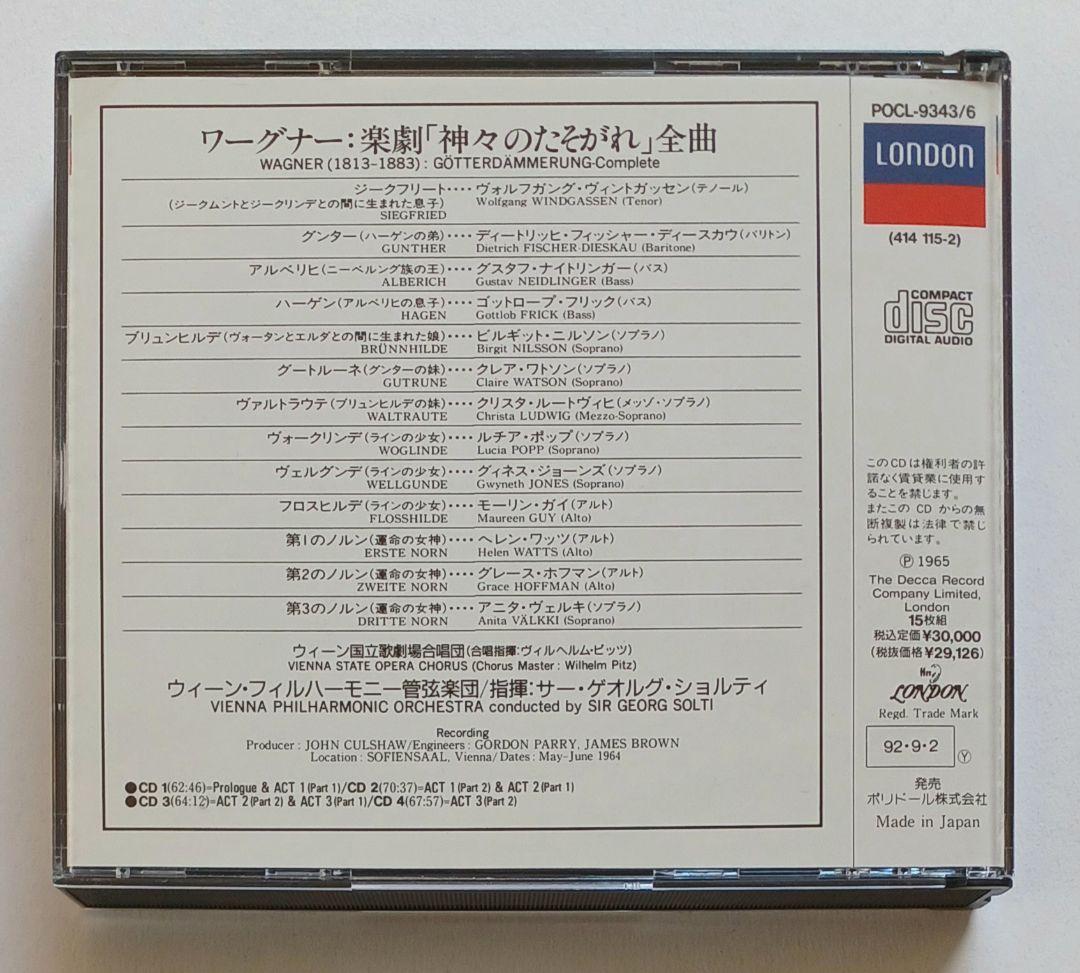 ワーグナー：楽劇「神々のたそがれ」全曲
WAGNER (1813-1883) : GÖTTERDÄMMERUNG-Complete
ジークフリート････ヴォルフガング・ヴィントガッセン(テノール)
(ジークムントとジークリンデとの間に生まれた息子) Wolfgang WINDGASSEN (Tenor)
SIEGFRIED
グンター(ハーゲンの弟)････ディートリッヒ・フィッシャー・ディースカウ(バリトン)
GUNTHER Dietrich FISCHER-DIESKAU (Baritone)
アルベリヒ(ニーベルング族の王)････グスタフ・ナイトリンガー(バス)
ALBERICH Gustav NEIDLINGER (Bass)
ハーゲン(アルベリヒの息子)････ゴットロープ・フリック(バス)
HAGEN Gottlob FRICK (Bass)
ブリュンヒルデ(ヴォータンとエルダとの間に生まれた娘)････ビルギット・ニルソン(ソプラノ)
BRÜNNHILDE Birgit NILSSON (Soprano)
グートルーネ(グンターの妹)････クレア・ワトソン(ソプラノ)
GUTRUNE Claire WATSON (Soprano)
ヴァルトラウテ(ブリュンヒルデの妹)････クリスタ・ルートヴィヒ(メッゾ・ソプラノ)
WALTRAUTE Christa LUDWIG (Mezzo-Soprano)
ヴォークリンデ(ラインの少女)････ルチア・ポップ(ソプラノ)
WOGLINDE Lucia POPP (Soprano)
ヴェルグンデ(ラインの少女)････グィネス・ジョーンズ(ソプラノ)
WELLGUNDE Gwyneth JONES (Soprano)
フロスヒルデ(ラインの少女)････モーリン・ガイ(アルト)
FLOSSHILDE Maureen GUY (Alto)
第1のノルン(運命の女神)････ヘレン・ワッツ(アルト)
ERSTE NORN Helen WATTS (Alto)
第2のノルン(運命の女神)････グレース・ホフマン(アルト)
ZWEITE NORN Grace HOFFMAN (Alto)
第3のノルン(運命の女神)････アニタ・ヴェルキ(ソプラノ)
DRITTE NORN Anita VÄLKKI (Soprano)
ウィーン国立歌劇場合唱団(合唱指揮：ヴィルヘルム・ピッツ)
VIENNA STATE OPERA CHORUS (Chorus Master : Wilhelm Pitz)
ウィーン・フィルハーモニー管弦楽団/指揮：サー・ゲオルグ・ショルティ
VIENNA PHILHARMONIC ORCHESTRA conducted by SIR GEORG SOLTI
Recording
Producer : JOHN CULSHAW/Engineers : GORDON PARRY, JAMES BROWN
Location : SOFIENSAAL, Vienna/Dates : May-June 1964
●CD 1(62:46)=Prologue & ACT 1(Part 1)/CD 2(70:37)=ACT 1(Part 2) & ACT 2(Part 1)
●CD 3(64:12)=ACT 2(Part 2) & ACT 3(Part 1)/CD 4(67:57)=ACT 3(Part 2)
POCL-9343/6
LONDON
(414 115-2)
COMPACT
disc
DIGITAL AUDIO
このCDは権利者の許
諾なく賃貸業に使用す
ることを禁じます。
またこの CD からの無
断複製は法律で禁じ
られています。
Ⓟ 1965
The Decca Record
Company Limited,
London
15枚組
税込定価¥30,000
(税抜価格¥29,126)
LONDON
Regd. Trade Mark
92・9・2
Ⓨ
発売
ポリドール株式会社
Made in Japan